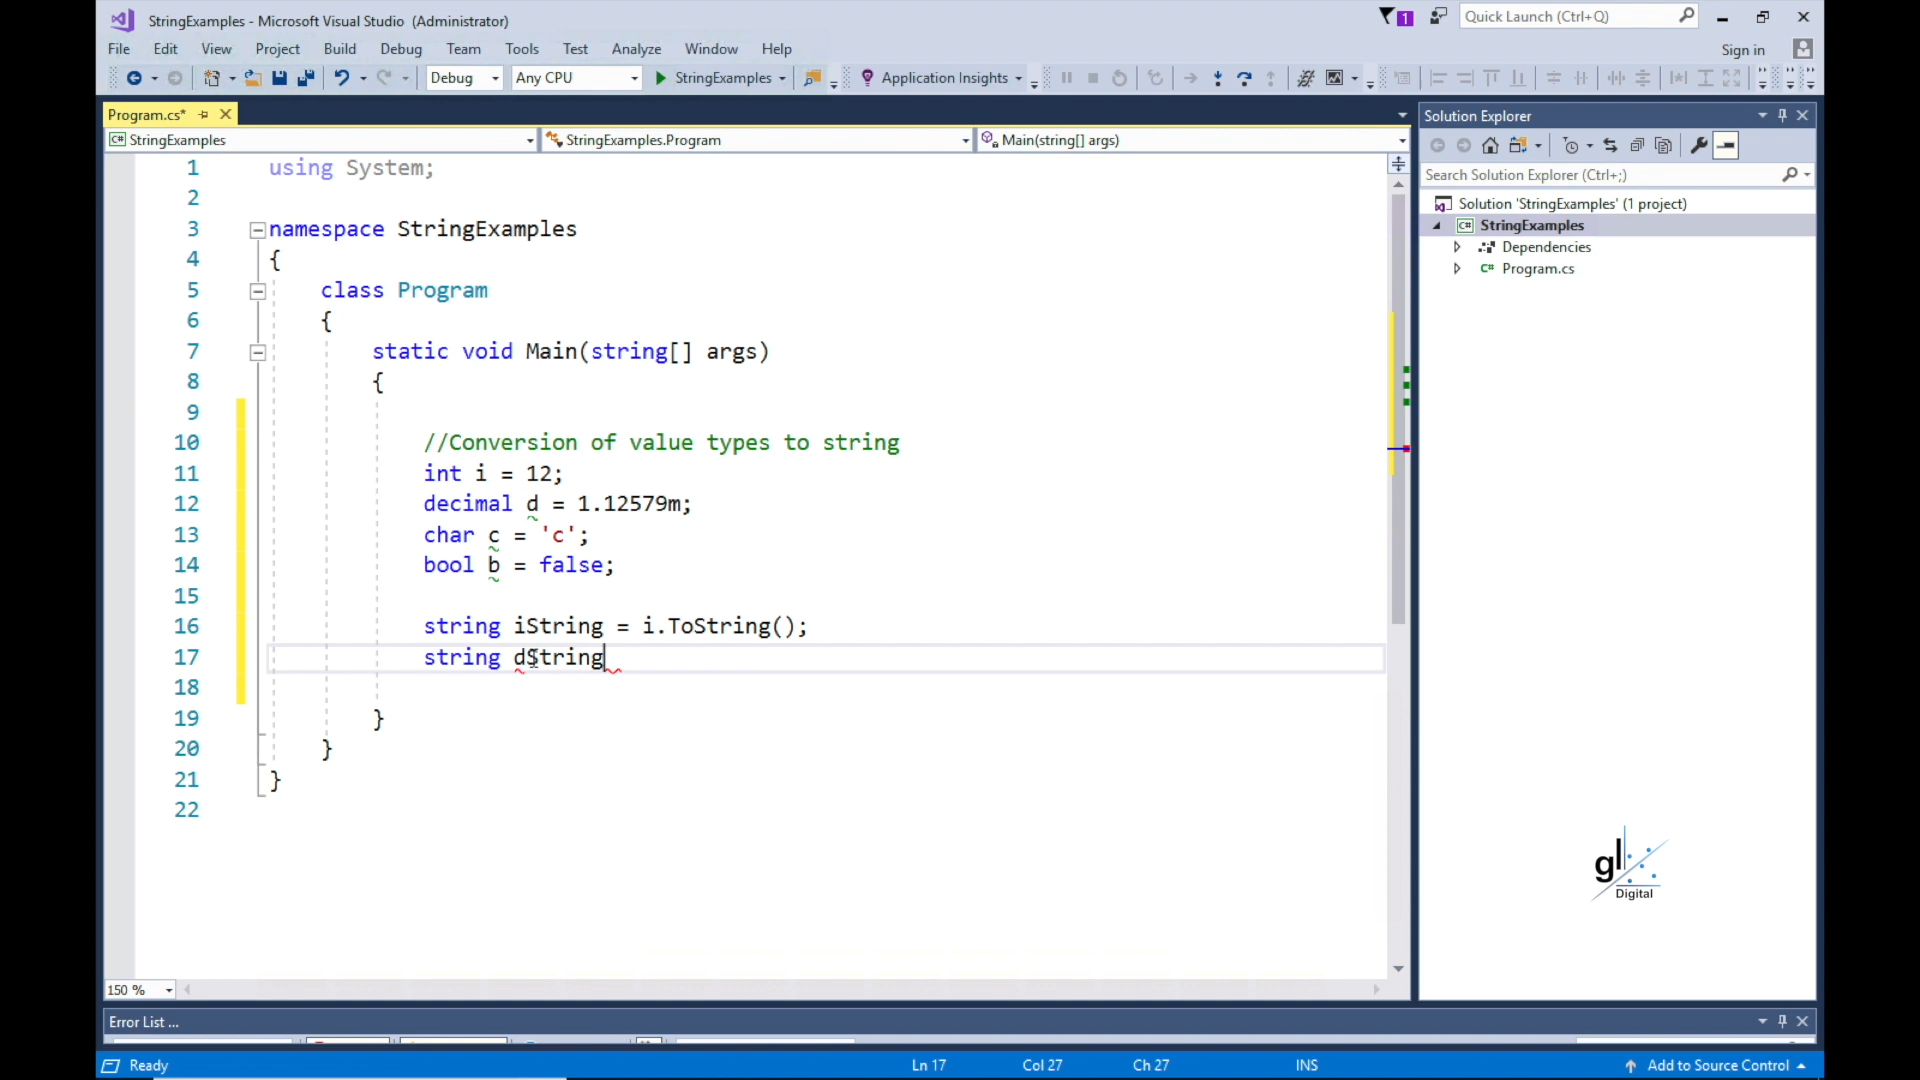 StringExamples - Microsoft Visual Studio (Administrator)
1
Quick Launch (Ctrl+Q)
File Edit View Project Build Debug Team Tools Test Analyze Window Help
Sign in
Debug Any CPU StringExamples Application Insights
Program.cs*
StringExamples StringExamples.Program Main(string[] args)
1 using System;
2
3 namespace StringExamples
4 {
5 class Program
6 {
7 static void Main(string[] args)
8 {
9
10 //Conversion of value types to string
11 int i = 12;
12 decimal d = 1.12579m;
13 char c = 'c';
14 bool b = false;
15
16 string iString = i.ToString();
17 string dString
18
19 }
20 }
21 }
22
150 %
Solution Explorer
Search Solution Explorer (Ctrl+;)
Solution 'StringExamples' (1 project)
C# StringExamples
Dependencies
C# Program.cs
gl
Digital
Error List ...
Ready Ln 17 Col 27 Ch 27 INS Add to Source Control